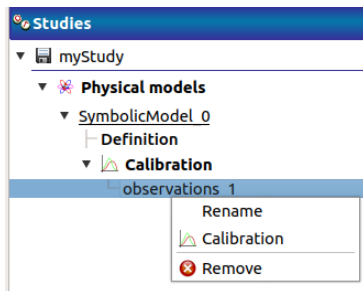 Studies
myStudy
Physical models
SymbolicModel_0
Definition
Calibration
observations_1
Rename
Calibration
Remove